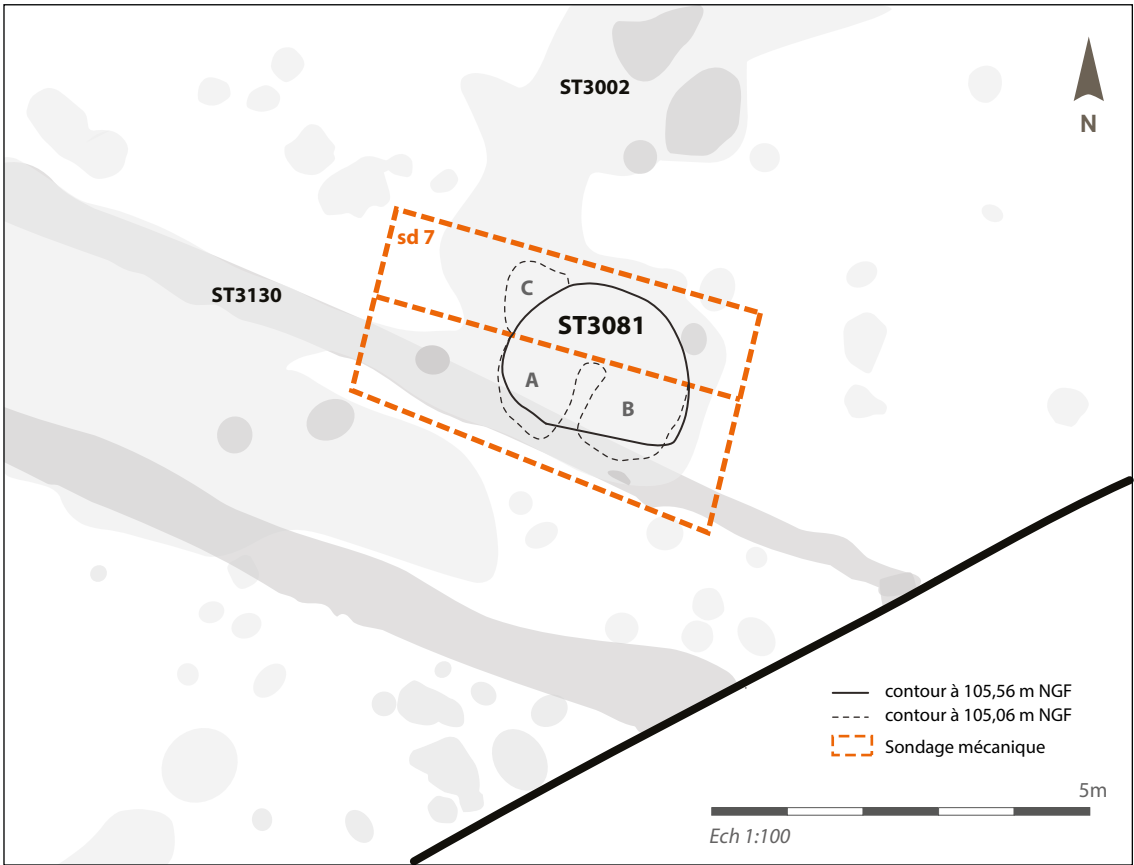 ST3002
N
sd 7
ST3130
C
ST3081
A
B
contour à 105,56 m NGF
contour à 105,06 m NGF
Sondage mécanique
5m
Ech 1:100